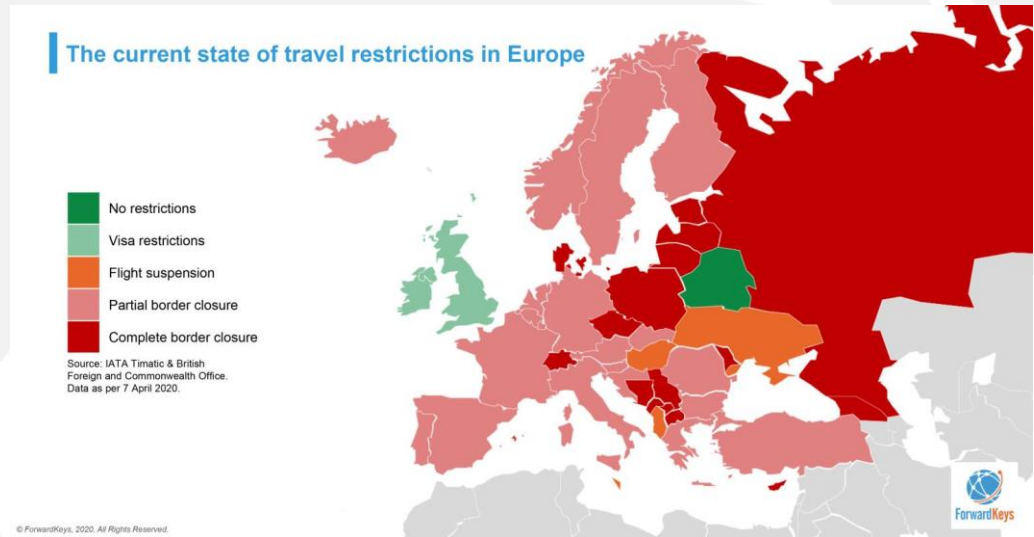 The current state of travel restrictions in Europe
No restrictions
Visa restrictions
Flight suspension
Partial border closure
Complete border closure
Source: IATA Timatic & British
Foreign and Commonwealth Office.
Data as per 7 April 2020.
ForwardKeys
© ForwardKeys, 2020. All Rights Reserved.